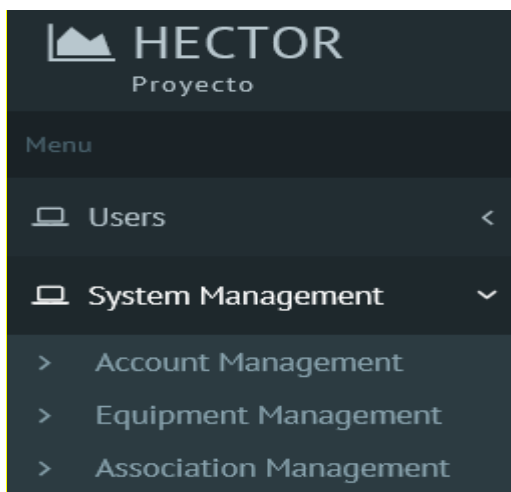 HECTOR
Proyecto
Menu
Users
System Management
Account Management
Equipment Management
Association Management